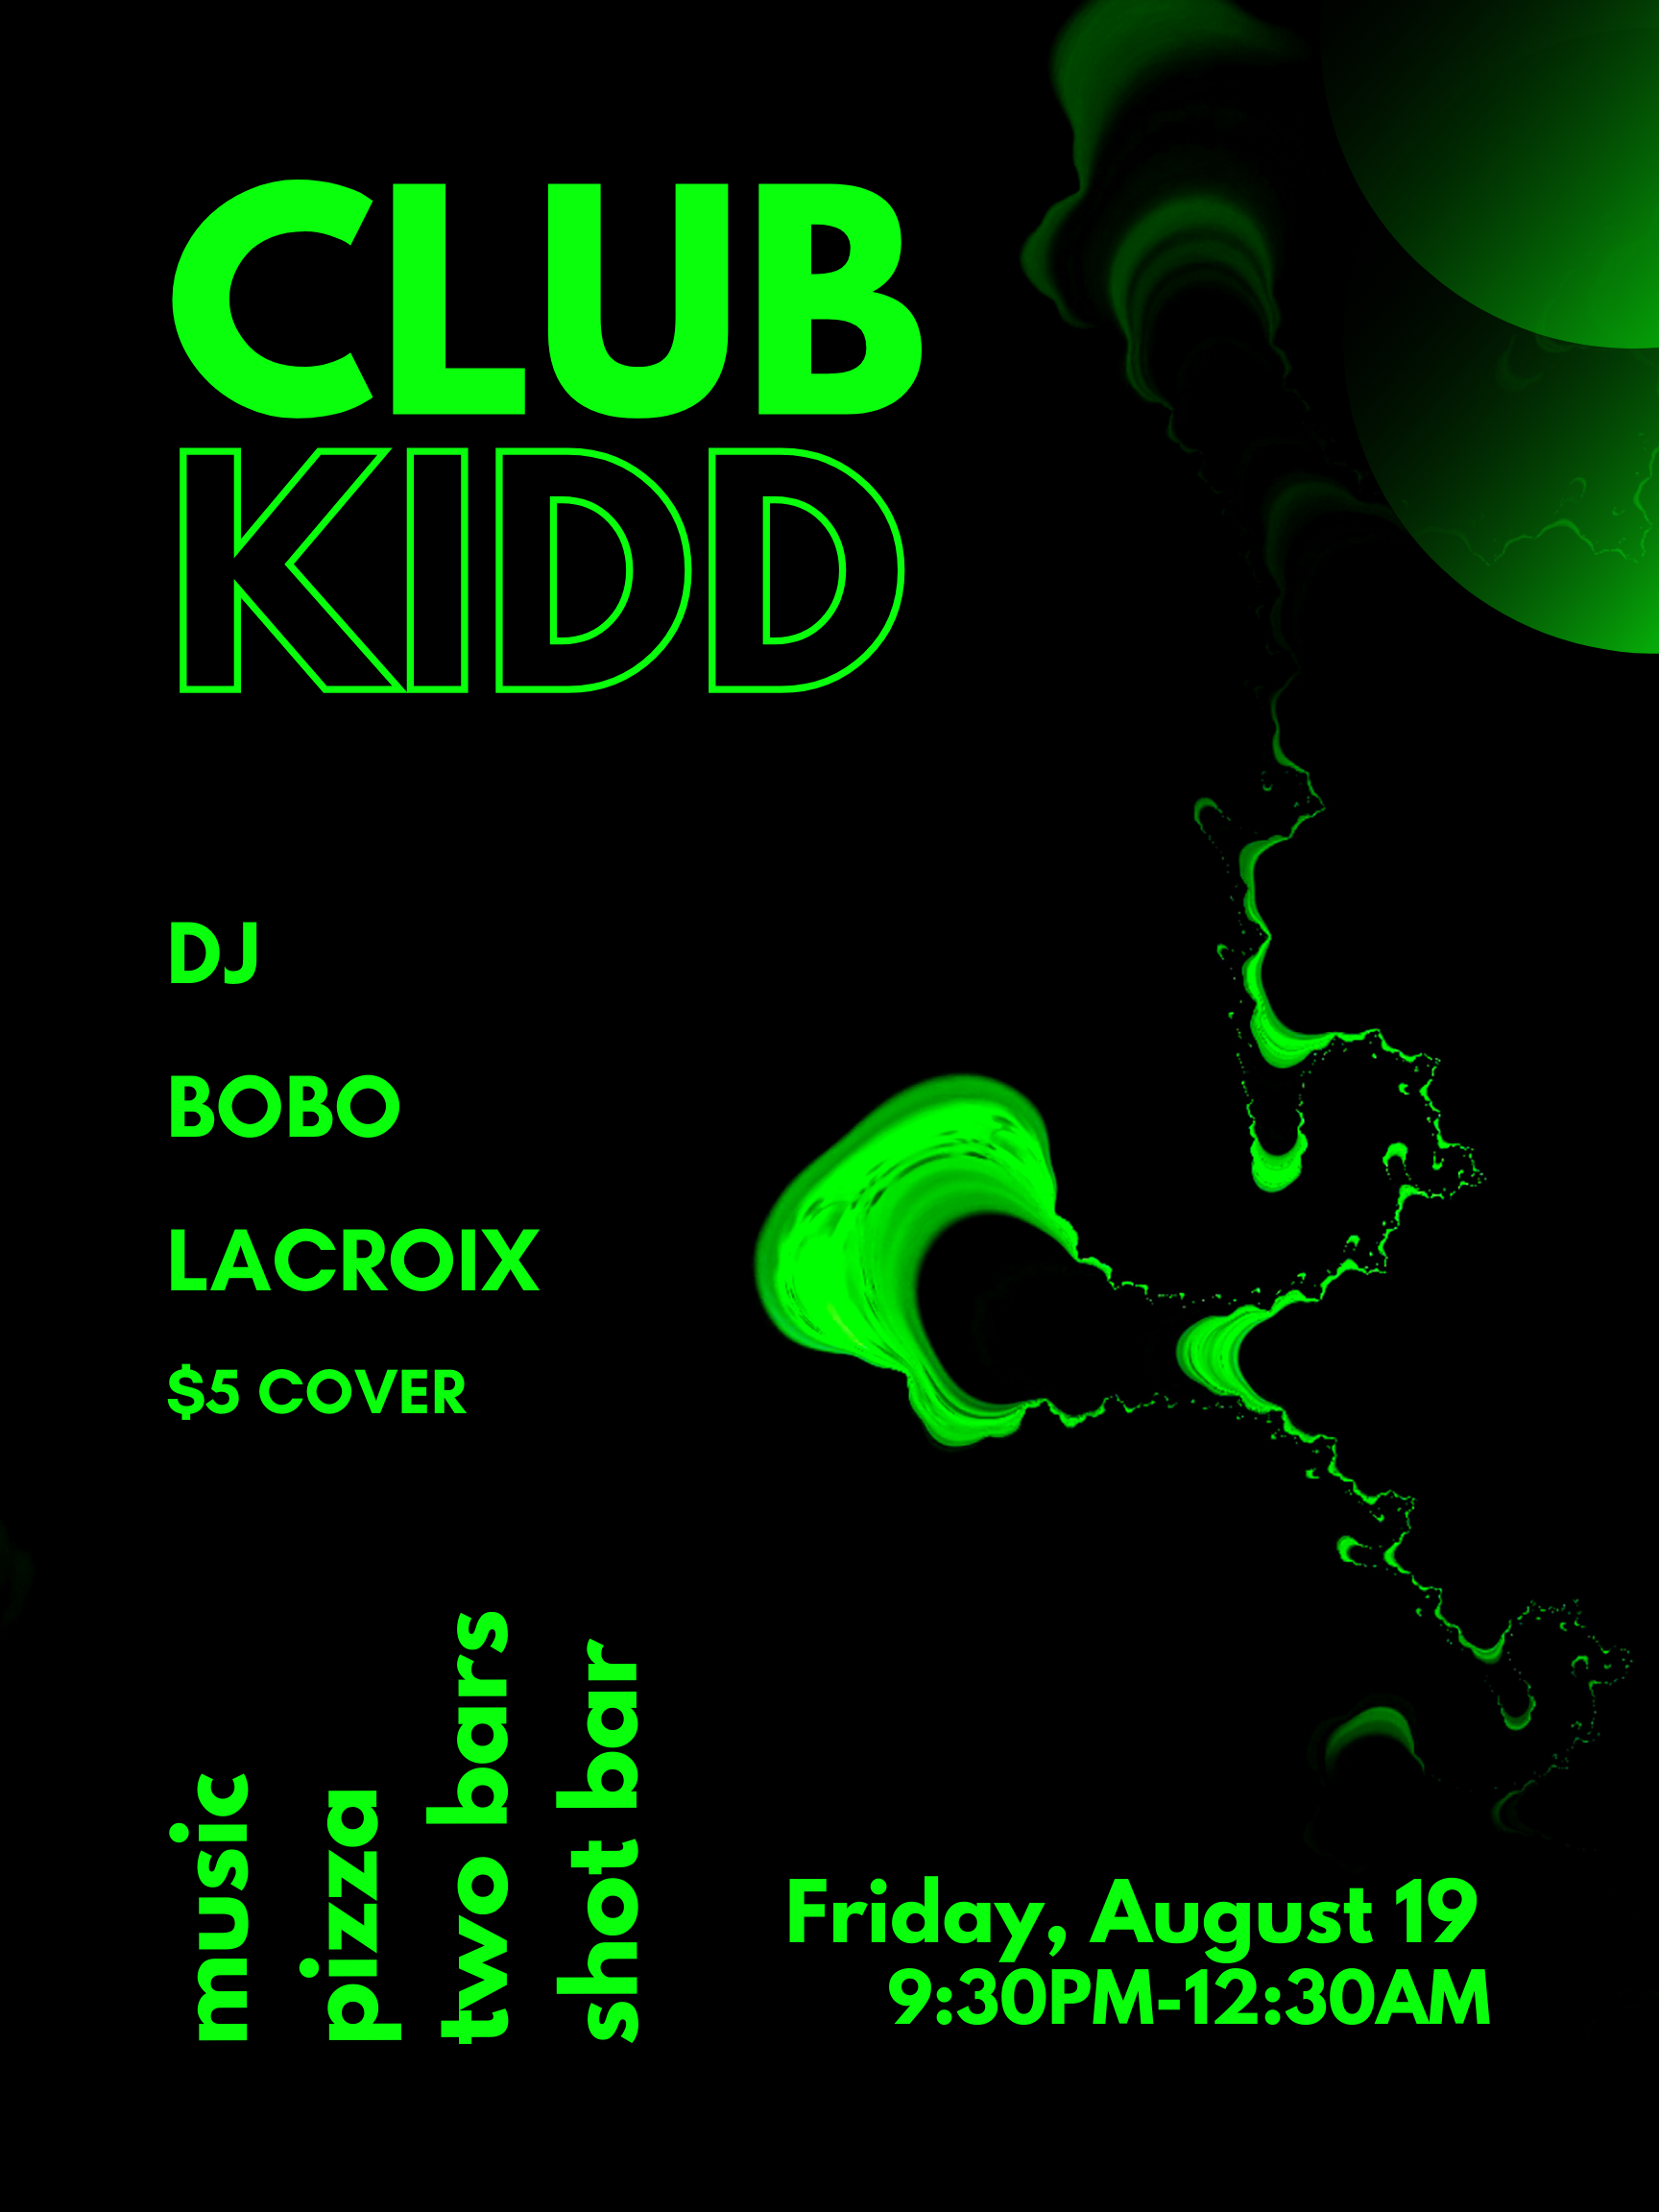 CLUB
KIDD
DJ
BOBO
LACROIX
$5 COVER
music
pizza
two bars
shot bar
Friday, August 19
9:30PM-12:30AM